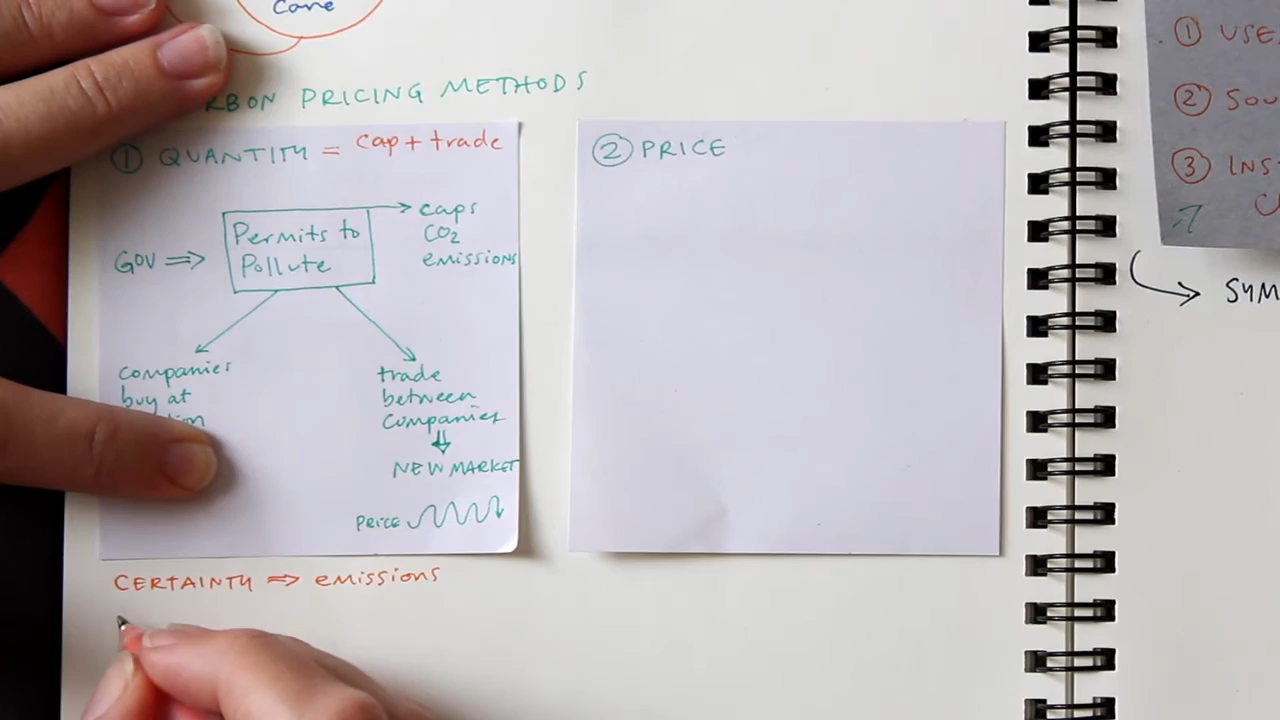 Cane
RBON PRICING METHODS
① QUANTITY = cap + trade
GOV ⇒
Permits to
Pollute
caps
CO2
emissions
companies
buy at
trade
between
companies
NEW MARKET
PRICE
CERTAINTY ⇒ emissions
② PRICE
① USE
② SOU
③ INS
SYM